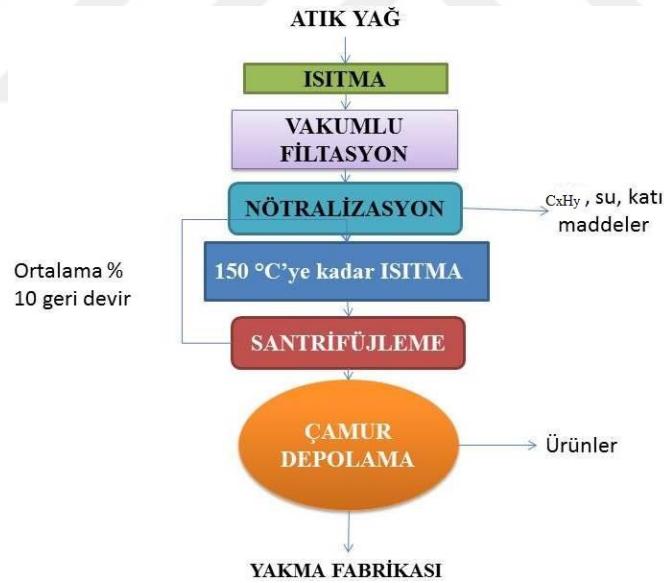 ATIK YAĞ
ISITMA
VAKUMLU
FİLTASYON
NÖTRALİZASYON
CxHy , su, katı
maddeler
150 °C'ye kadar ISITMA
Ortalama %
10 geri devir
SANTRİFÜJLEME
ÇAMUR
DEPOLAMA
Ürünler
YAKMA FABRİKASI